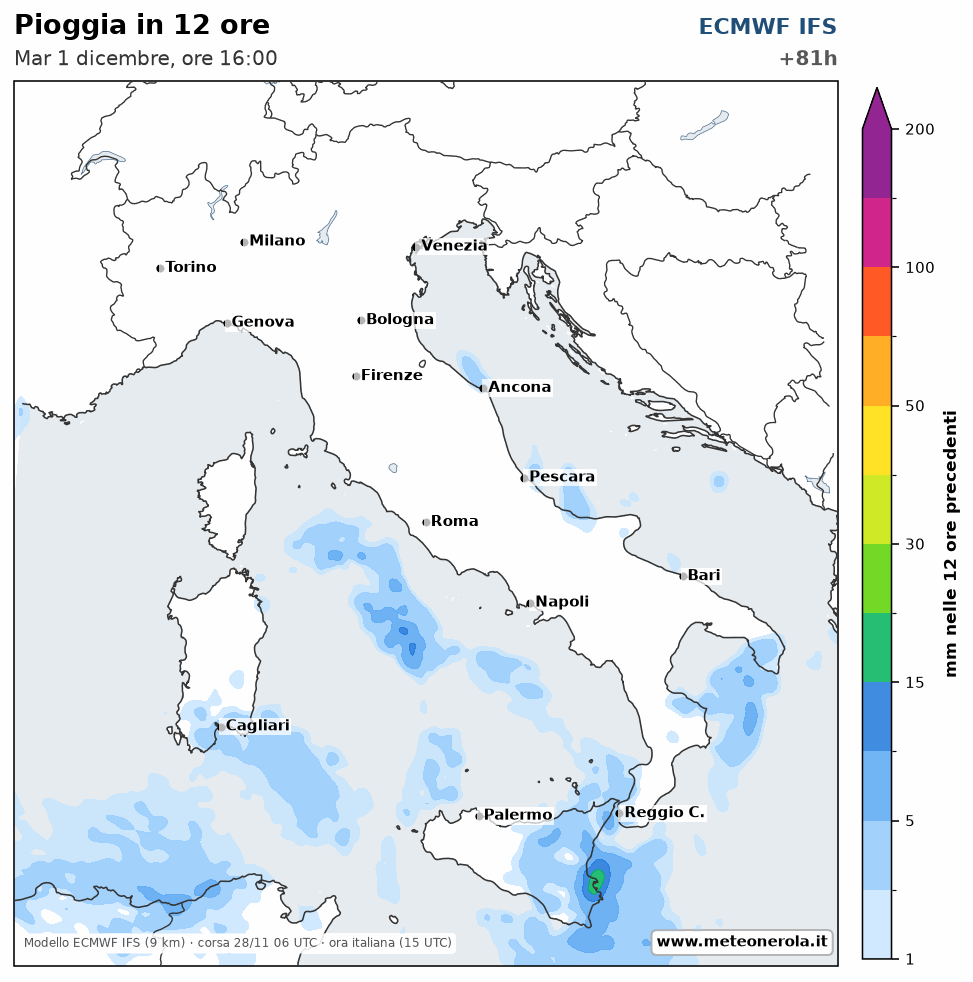 Pioggia in 12 ore
ECMWF IFS
Mar 1 dicembre, ore 16:00
+81h
Milano
Venezia
Torino
Genova
Bologna
Firenze
Ancona
Pescara
Roma
Bari
Napoli
Cagliari
Palermo
Reggio C.
200
100
50
30
15
5
1
mm nelle 12 ore precedenti
Modello ECMWF IFS (9 km) · corsa 28/11 06 UTC · ora italiana (15 UTC)
www.meteonerola.it